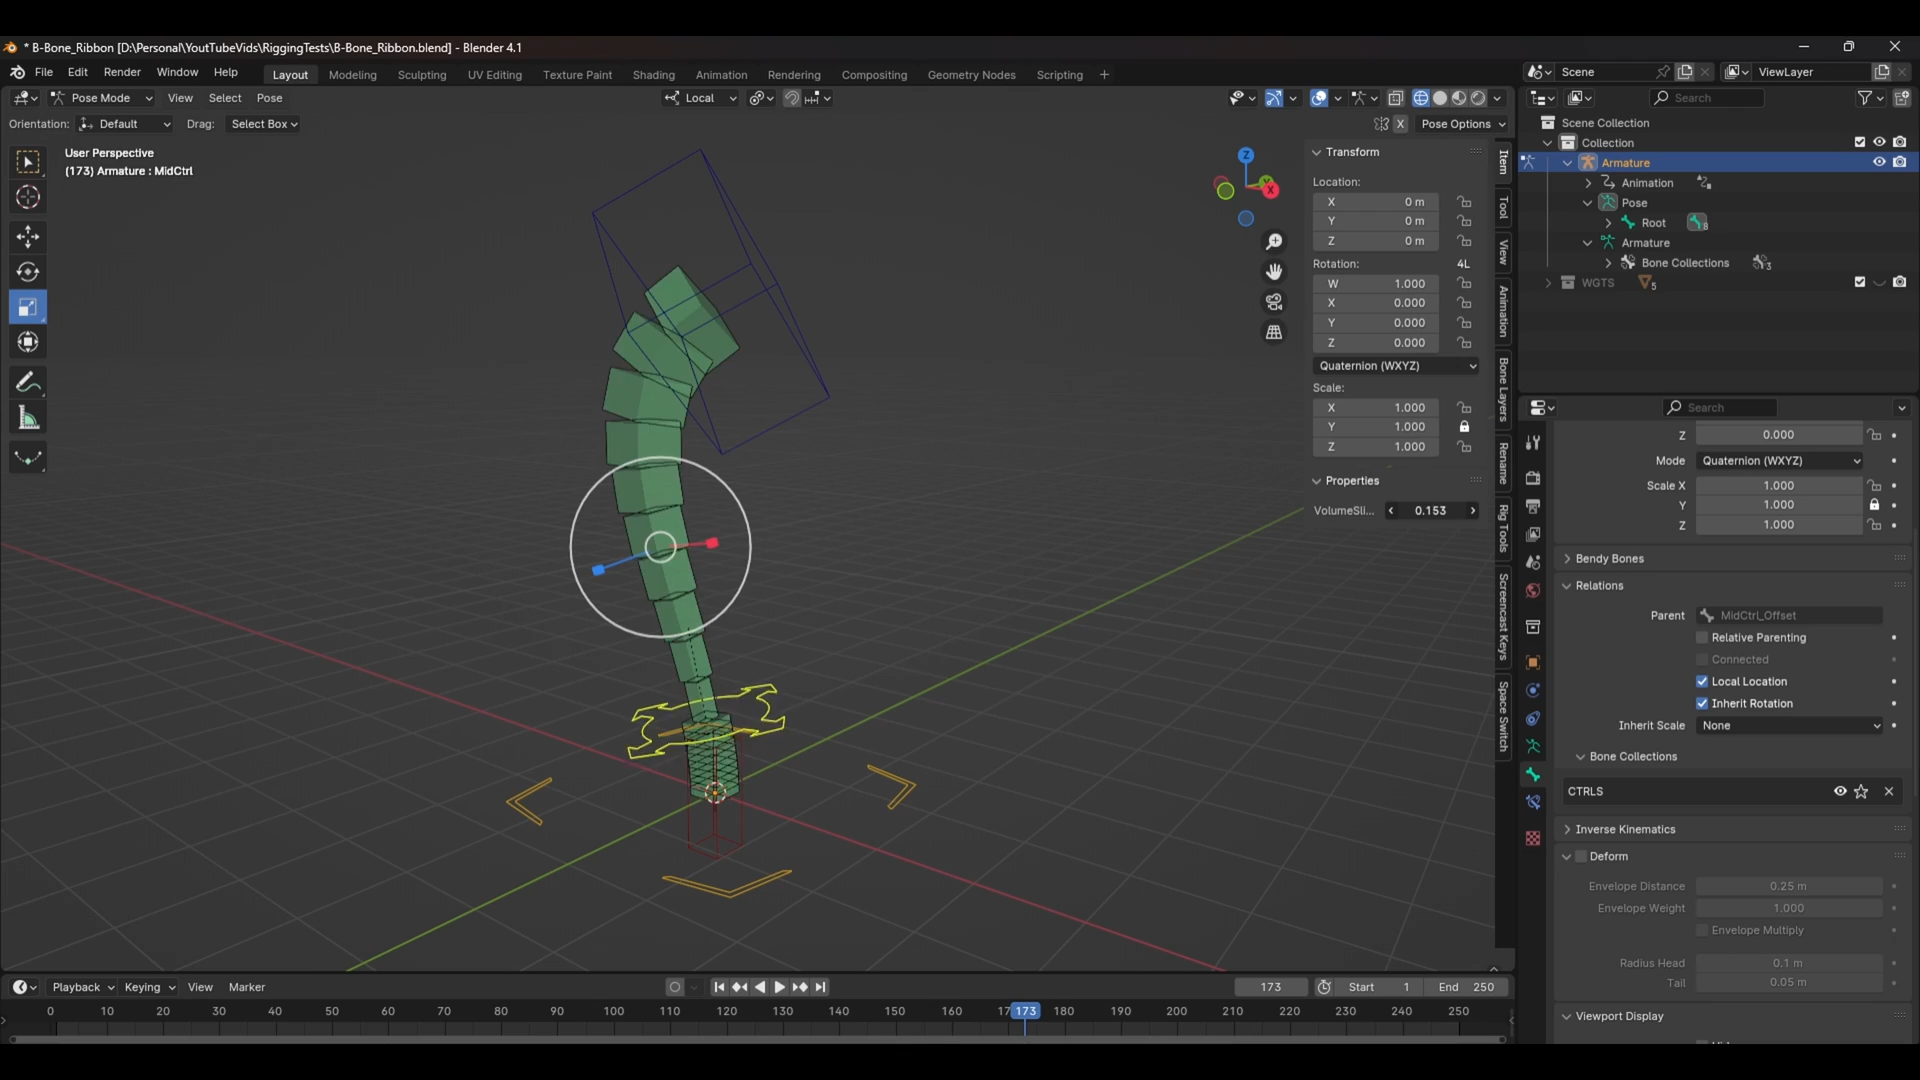 * B-Bone_Ribbon [D:\Personal\YoutTubeVids\RiggingTests\B-Bone_Ribbon.blend] - Blender 4.1
File Edit Render Window Help Layout Modeling Sculpting UV Editing Texture Paint Shading Animation Rendering Compositing Geometry Nodes Scripting + Scene ViewLayer
Pose Mode View Select Pose Local Search
Orientation: Default Drag: Select Box X Pose Options
User Perspective
(173) Armature : MidCtrl
Z
X
Transform
Location:
X 0 m
Y 0 m
Z 0 m
Rotation: 4L
W 1.000
X 0.000
Y 0.000
Z 0.000
Quaternion (WXYZ)
Scale:
X 1.000
Y 1.000
Z 1.000
Properties
VolumeSli... 0.153
Item
Tool
View
Animation
Bone Layers
Rename
Rig Tools
Screencast Keys
Space Switch
Scene Collection
Collection
Armature
Animation
Pose
Root 8
Armature
Bone Collections 3
WGTS 5
Search
Z 0.000
Mode Quaternion (WXYZ)
Scale X 1.000
Y 1.000
Z 1.000
Bendy Bones
Relations
Parent MidCtrl_Offset
Relative Parenting
Connected
Local Location
Inherit Rotation
Inherit Scale None
Bone Collections
CTRLS
Inverse Kinematics
Deform
Envelope Distance 0.25 m
Envelope Weight 1.000
Envelope Multiply
Radius Head 0.1 m
Tail 0.05 m
Viewport Display
Playback Keying View Marker 173 Start 1 End 250
0 10 20 30 40 50 60 70 80 90 100 110 120 130 140 150 160 173 180 190 200 210 220 230 240 250